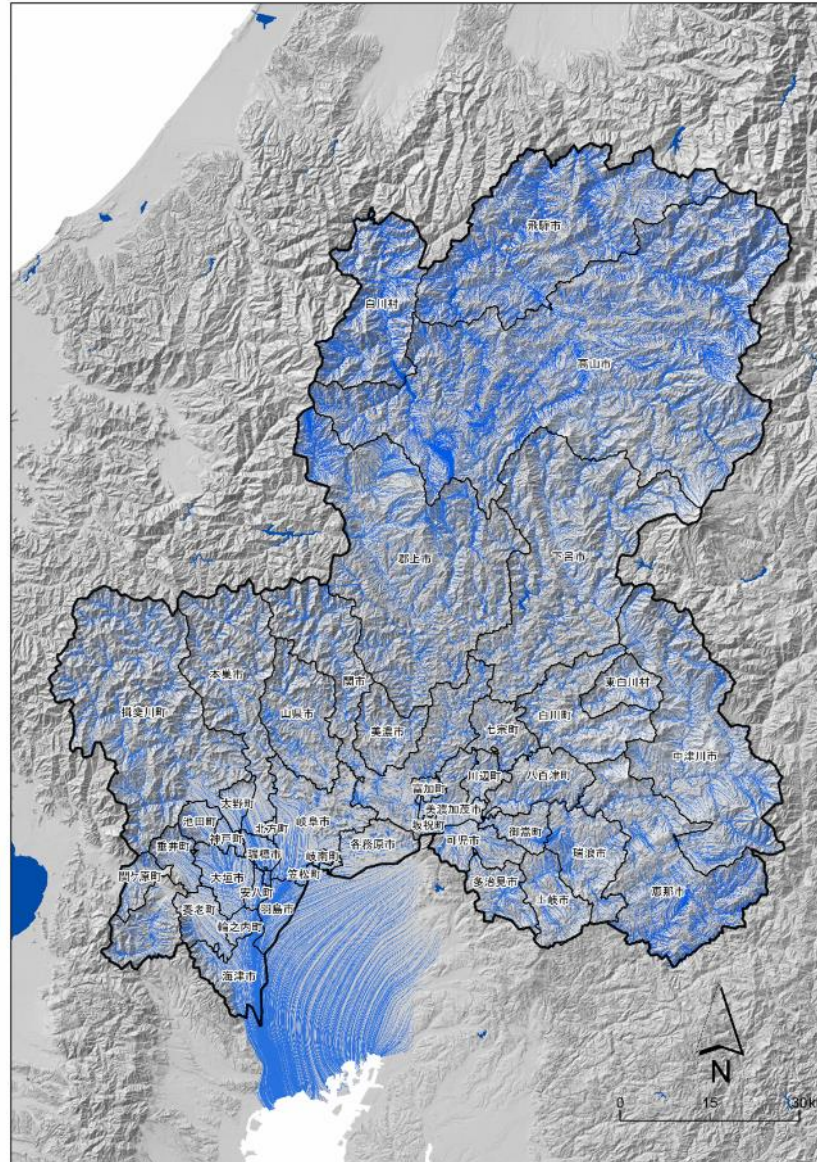 飛騨市
白川村
高山市
郡上市
下呂市
本巣市
関市
東白川村
揖斐川町
山県市
美濃市
七宗町
白川町
中津川市
川辺町
八百津町
富加町
大野町
美濃加茂市
池田町
北方町
岐阜市
坂祝町
神戸町
御嵩町
垂井町
各務原市
可児市
瑞穂市
岐南町
瑞浪市
関ケ原町
大垣市
笠松町
多治見市
恵那市
安八町
土岐市
養老町
羽島市
輪之内町
海津市
N
0 15 30k